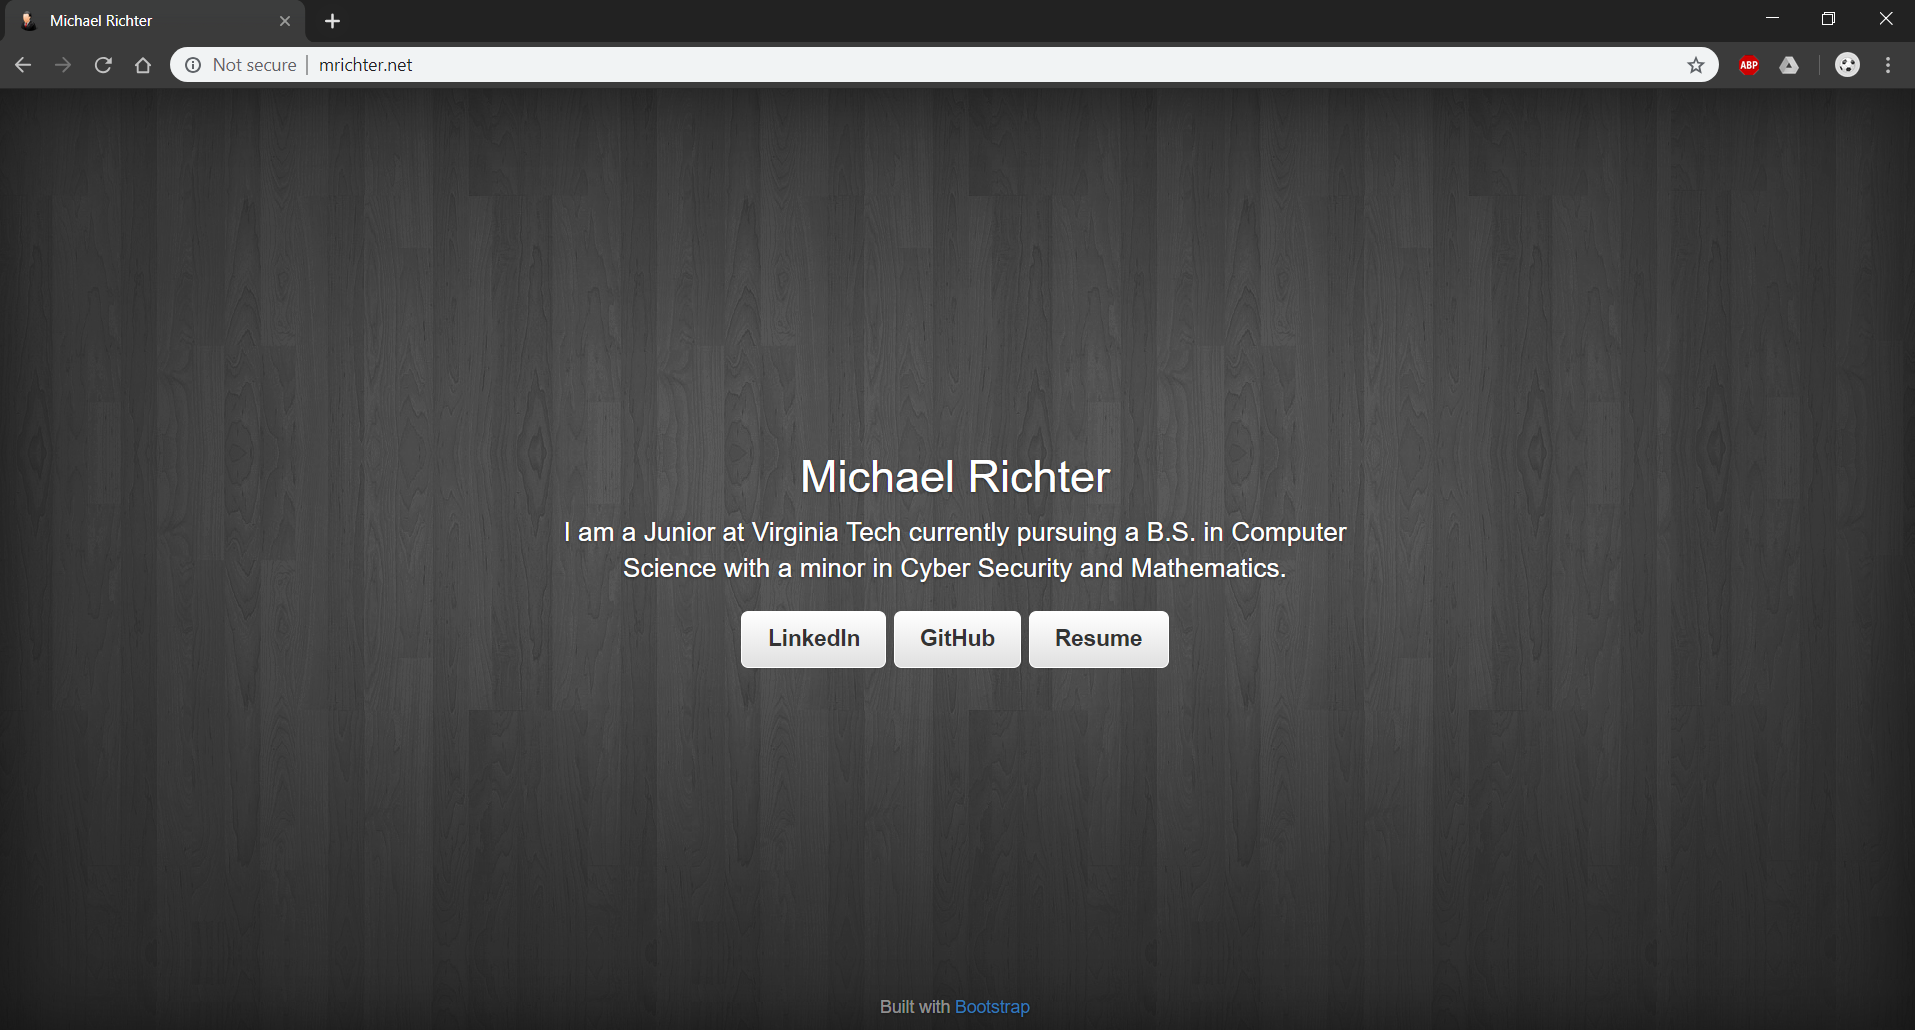 Michael Richter
Not secure | mrichter.net
ABP
Michael Richter
I am a Junior at Virginia Tech currently pursuing a B.S. in Computer
Science with a minor in Cyber Security and Mathematics.
LinkedIn GitHub Resume
Built with Bootstrap